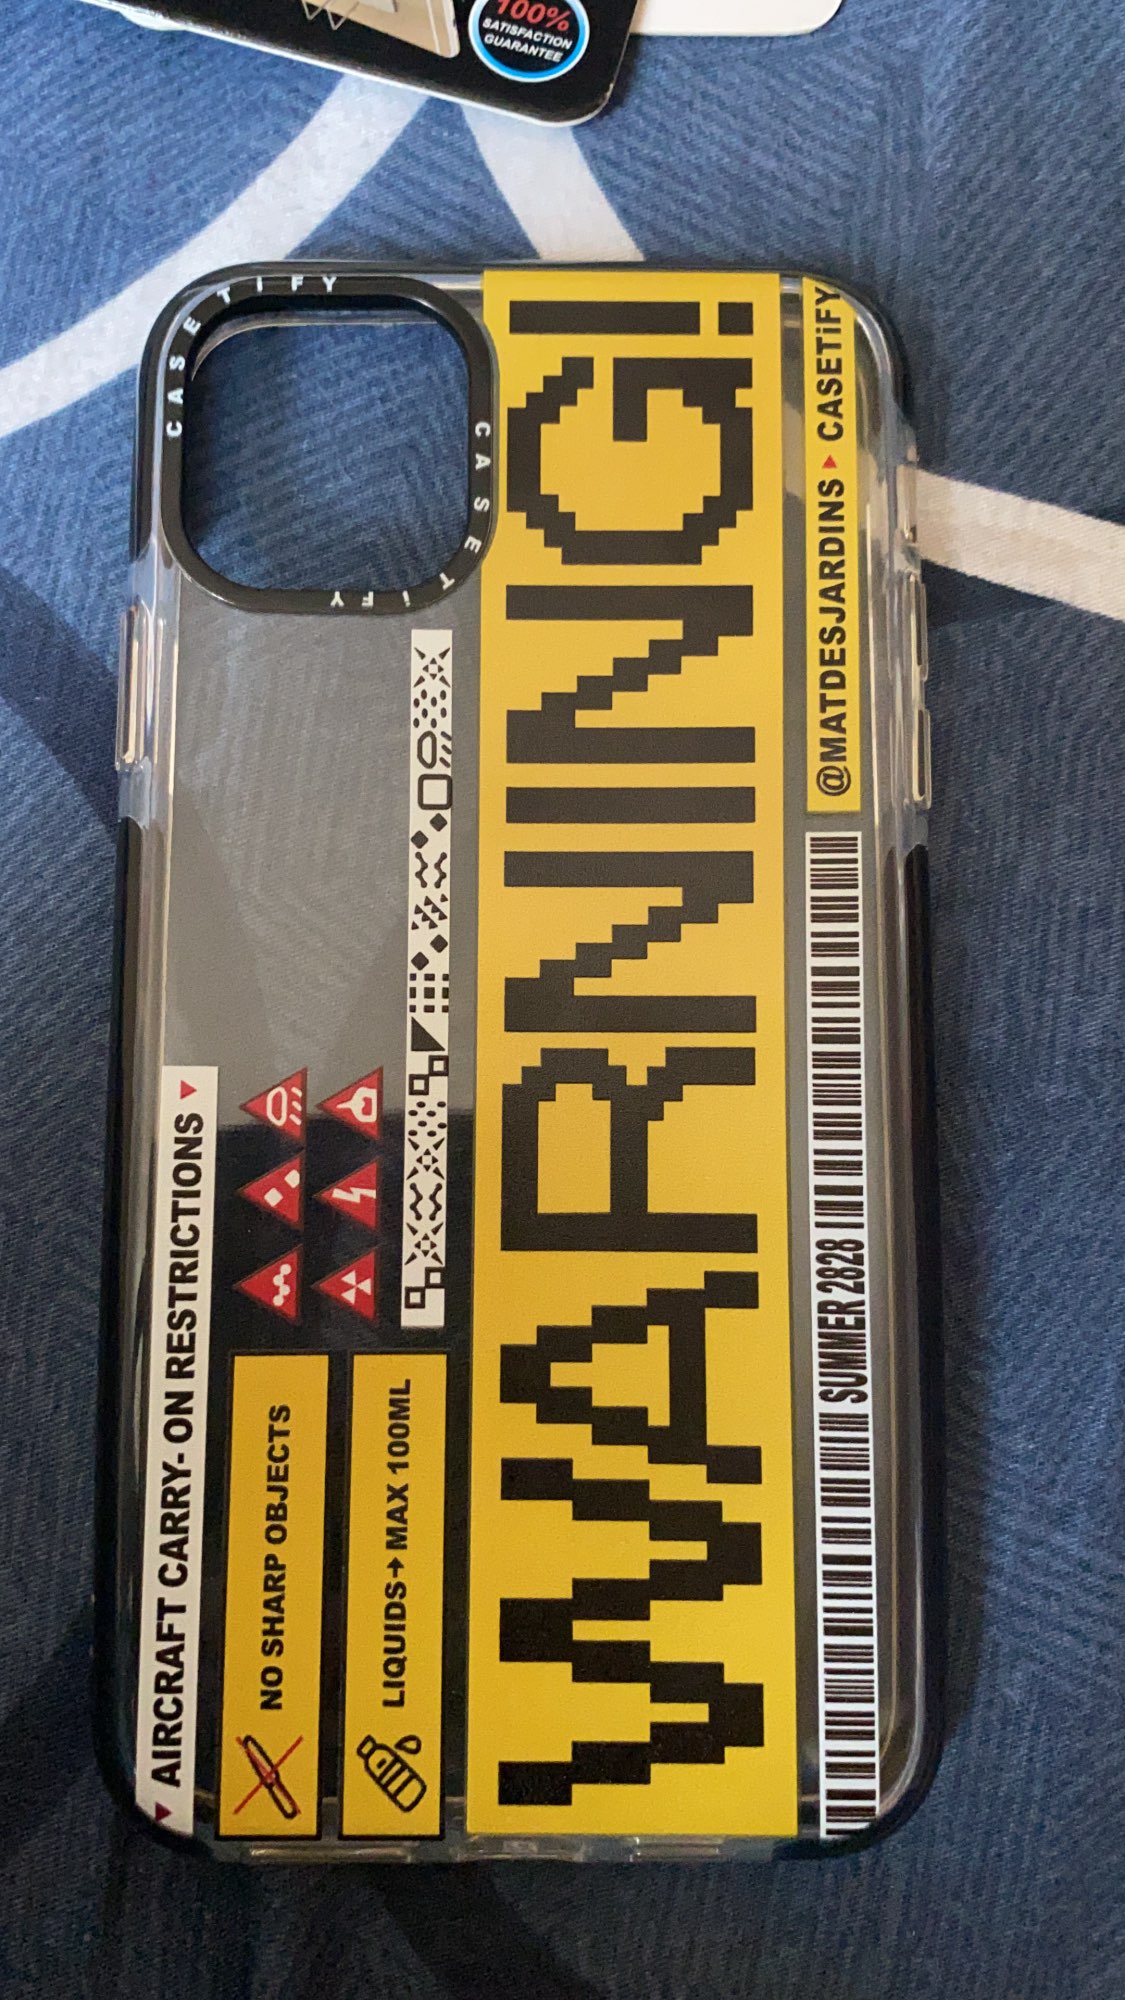 100%
SATISFACTION
GUARANTEE
CASETiFY
CASETiFY
AIRCRAFT CARRY-ON RESTRICTIONS
NO SHARP OBJECTS
LIQUIDS→MAX 100ML
WARNING!
@MATDESJARDINS ▸ CASETiFY
SUMMER 2828